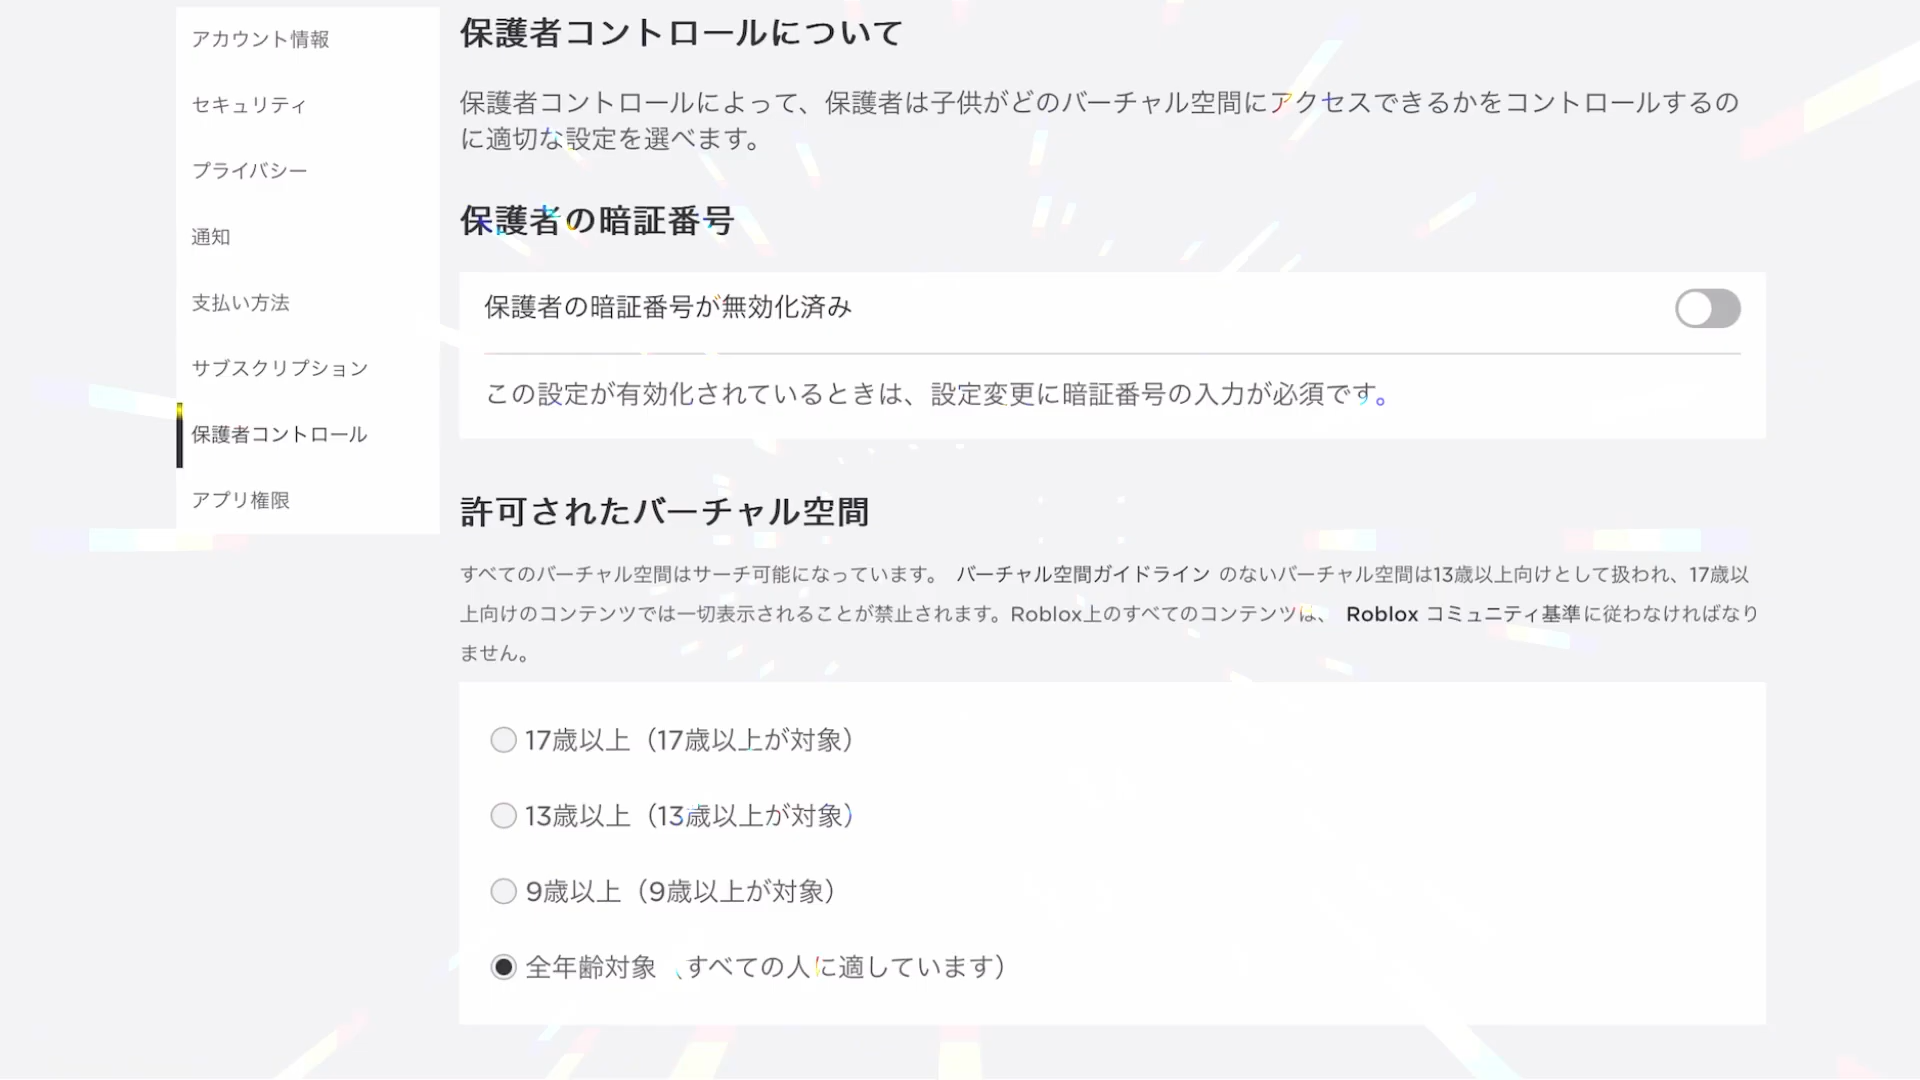 アカウント情報
セキュリティ
プライバシー
通知
支払い方法
サブスクリプション
保護者コントロール
アプリ権限
保護者コントロールについて
保護者コントロールによって、保護者は子供がどのバーチャル空間にアクセスできるかをコントロールするの
に適切な設定を選べます。
保護者の暗証番号
保護者の暗証番号が無効化済み
この設定が有効化されているときは、設定変更に暗証番号の入力が必須です。
許可されたバーチャル空間
すべてのバーチャル空間はサーチ可能になっています。 バーチャル空間ガイドライン のないバーチャル空間は13歳以上向けとして扱われ、17歳以
上向けのコンテンツでは一切表示されることが禁止されます。Roblox上のすべてのコンテンツは、 Roblox コミュニティ基準に従わなければなり
ません。
17歳以上（17歳以上が対象）
13歳以上（13歳以上が対象）
9歳以上（9歳以上が対象）
全年齢対象 （すべての人に適しています）